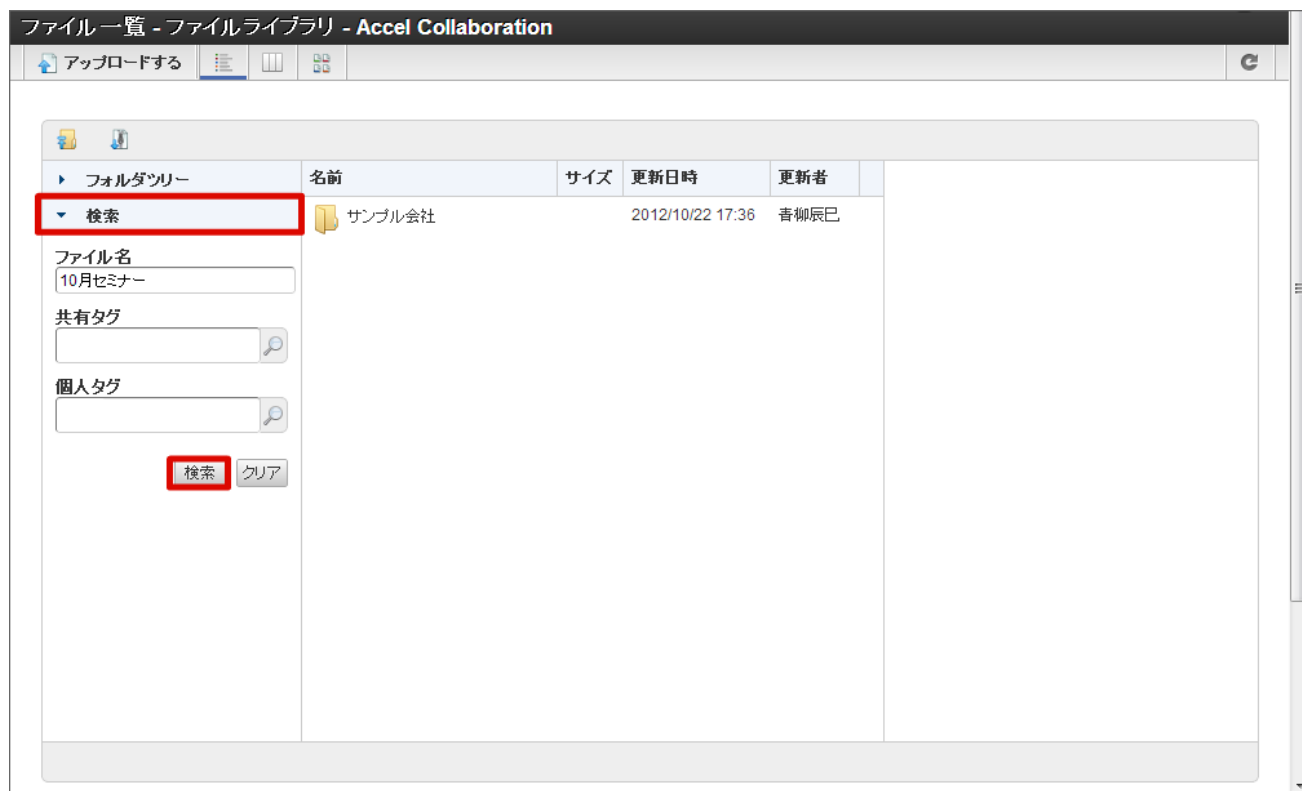 ファイル一覧 - ファイルライブラリ - Accel Collaboration
アップロードする
フォルダツリー
名前 サイズ 更新日時 更新者
検索
サンプル会社 2012/10/22 17:36 青柳辰巳
ファイル名
10月セミナー
共有タグ
個人タグ
検索 クリア